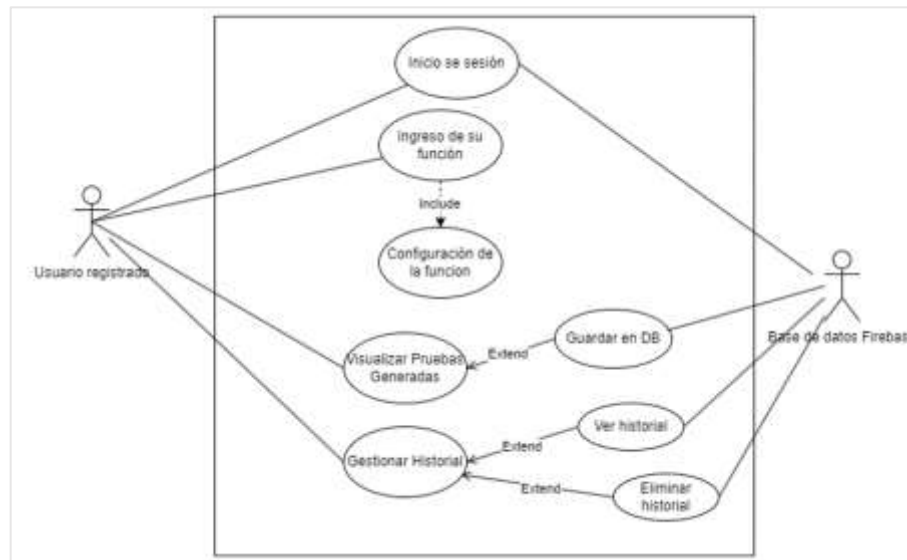 Inicio se sesión
Ingreso de su
función
Include
Configuración de
la funcion
Usuario registrado
Base de datos Firebas
Guardar en DB
Extend
Visualizar Pruebas
Generadas
Ver historial
Extend
Gestionar Historial
Extend
Eliminar
historial